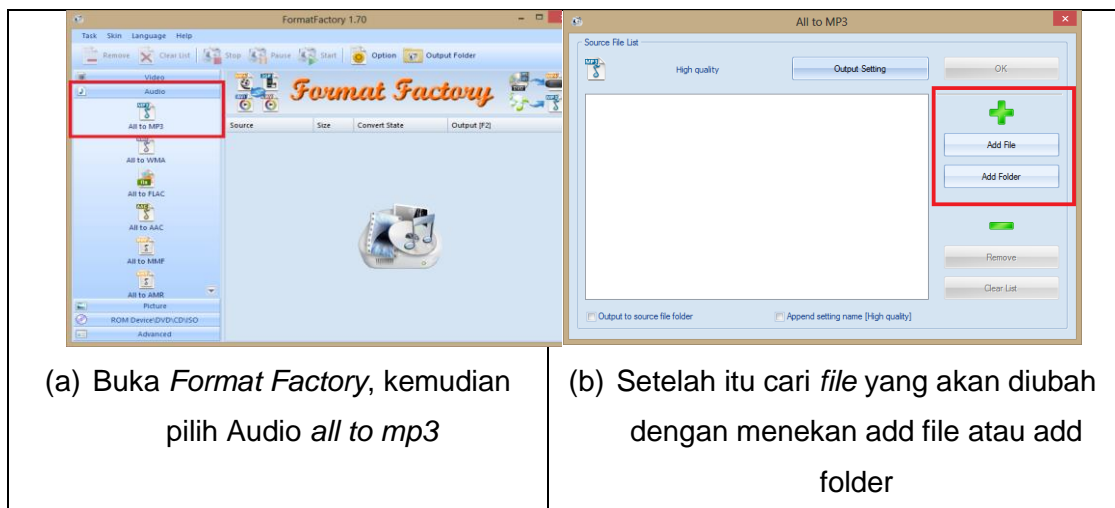 FormatFactory 1.70
Task Skin Language Help
Remove Clear List Stop Pause Start Option Output Folder
Video
Audio
Format Factory
All to MP3
Source Size Convert State Output [F2]
All to WMA
All to FLAC
All to AAC
All to MMF
All to AMR
Picture
ROM Device\DVD\CD\ISO
Advanced
All to MP3
Source File List
High quality
Output Setting
OK
Add File
Add Folder
Remove
Clear List
Output to source file folder
Append setting name [High quality]
(a) Buka Format Factory, kemudian
pilih Audio all to mp3
(b) Setelah itu cari file yang akan diubah
dengan menekan add file atau add
folder